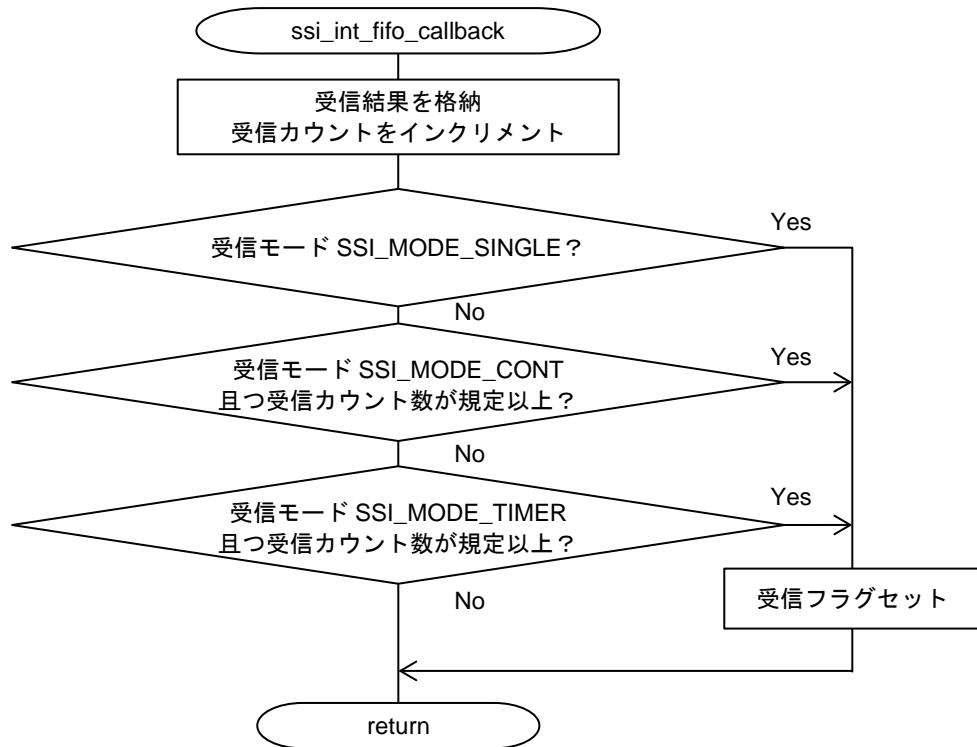 ssi_int_fifo_callback
受信結果を格納
受信カウントをインクリメント
受信モード SSI_MODE_SINGLE？
Yes
No
受信モード SSI_MODE_CONT
且つ受信カウント数が規定以上？
Yes
No
受信モード SSI_MODE_TIMER
且つ受信カウント数が規定以上？
Yes
No
受信フラグセット
return